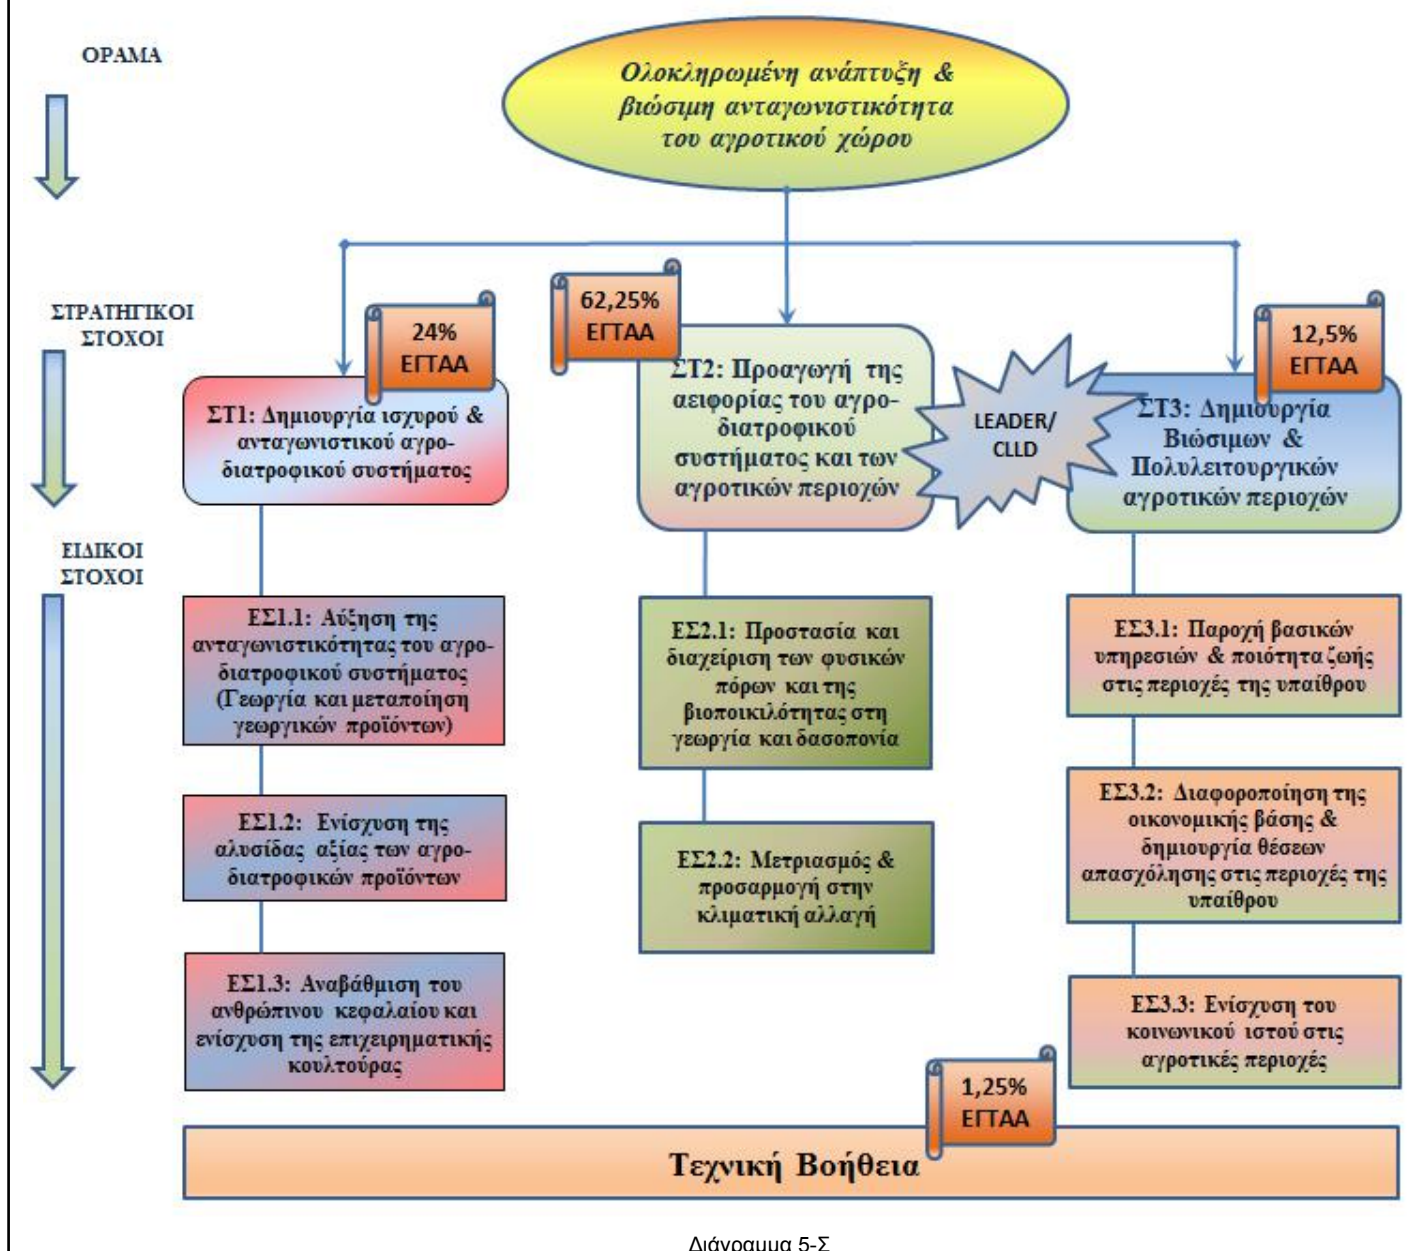 ΟΡΑΜΑ
Ολοκληρωμένη ανάπτυξη &
βιώσιμη ανταγωνιστικότητα
του αγροτικού χώρου
ΣΤΡΑΤΗΓΙΚΟΙ
ΣΤΟΧΟΙ
24%
ΕΓΤΑΑ
ΣΤ1: Δημιουργία ισχυρού &
ανταγωνιστικού αγρο-
διατροφικού συστήματος
62,25%
ΕΓΤΑΑ
ΣΤ2: Προαγωγή της
αειφορίας του αγρο-
διατροφικού
συστήματος και των
αγροτικών περιοχών
LEADER/
CLLD
12,5%
ΕΓΤΑΑ
ΣΤ3: Δημιουργία
Βιώσιμων &
Πολυλειτουργικών
αγροτικών περιοχών
ΕΙΔΙΚΟΙ
ΣΤΟΧΟΙ
ΕΣ1.1: Αύξηση της
ανταγωνιστικότητας του αγρο-
διατροφικού συστήματος
(Γεωργία και μεταποίηση
γεωργικών προϊόντων)
ΕΣ1.2: Ενίσχυση της
αλυσίδας αξίας των αγρο-
διατροφικών προϊόντων
ΕΣ1.3: Αναβάθμιση του
ανθρώπινου κεφαλαίου και
ενίσχυση της επιχειρηματικής
κουλτούρας
ΕΣ2.1: Προστασία και
διαχείριση των φυσικών
πόρων και της
βιοποικιλότητας στη
γεωργία και δασοπονία
ΕΣ2.2: Μετριασμός &
προσαρμογή στην
κλιματική αλλαγή
ΕΣ3.1: Παροχή βασικών
υπηρεσιών & ποιότητα ζωής
στις περιοχές της υπαίθρου
ΕΣ3.2: Διαφοροποίηση της
οικονομικής βάσης &
δημιουργία θέσεων
απασχόλησης στις περιοχές της
υπαίθρου
ΕΣ3.3: Ενίσχυση του
κοινωνικού ιστού στις
αγροτικές περιοχές
1,25%
ΕΓΤΑΑ
Τεχνική Βοήθεια
Διάγραμμα 5-Σ